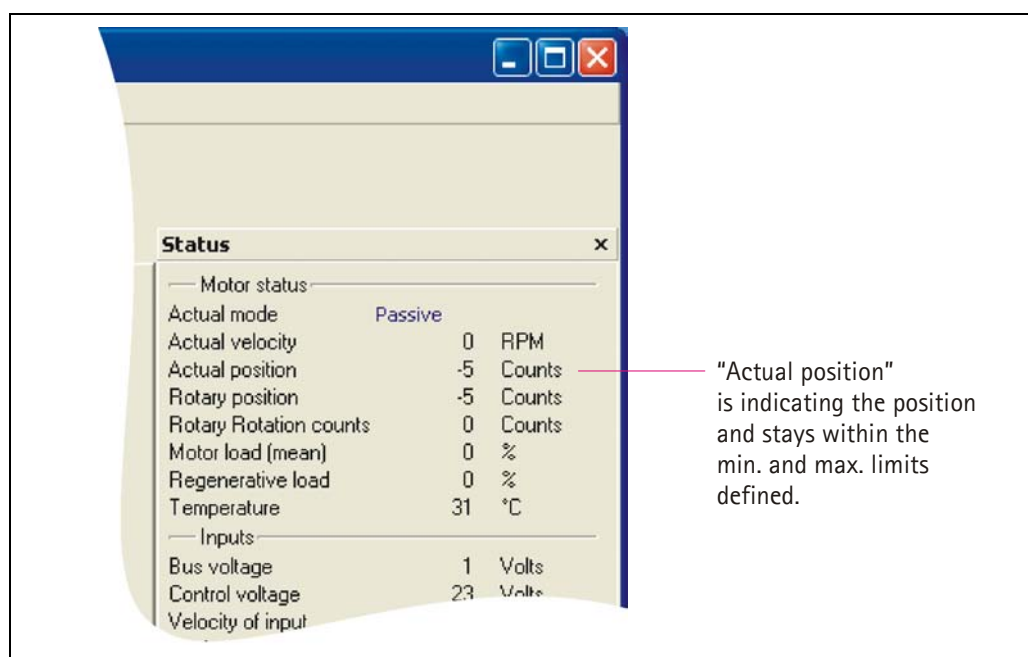 Status x
Motor status
Actual mode Passive
Actual velocity 0 RPM
Actual position -5 Counts
Rotary position -5 Counts
Rotary Rotation counts 0 Counts
Motor load (mean) 0 %
Regenerative load 0 %
Temperature 31 °C
Inputs
Bus voltage 1 Volts
Control voltage 23 Volts
Velocity of input
"Actual position"
is indicating the position
and stays within the
min. and max. limits
defined.